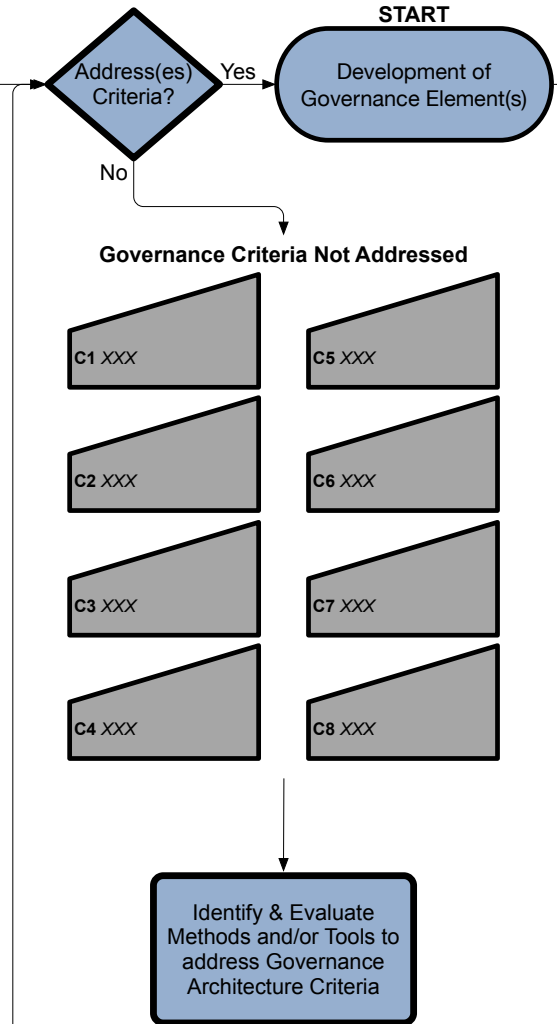 START
Address(es)
Criteria?
Yes
Development of
Governance Element(s)
No
Governance Criteria Not Addressed
C1 XXX
C5 XXX
C2 XXX
C6 XXX
C3 XXX
C7 XXX
C4 XXX
C8 XXX
Identify & Evaluate
Methods and/or Tools to
address Governance
Architecture Criteria